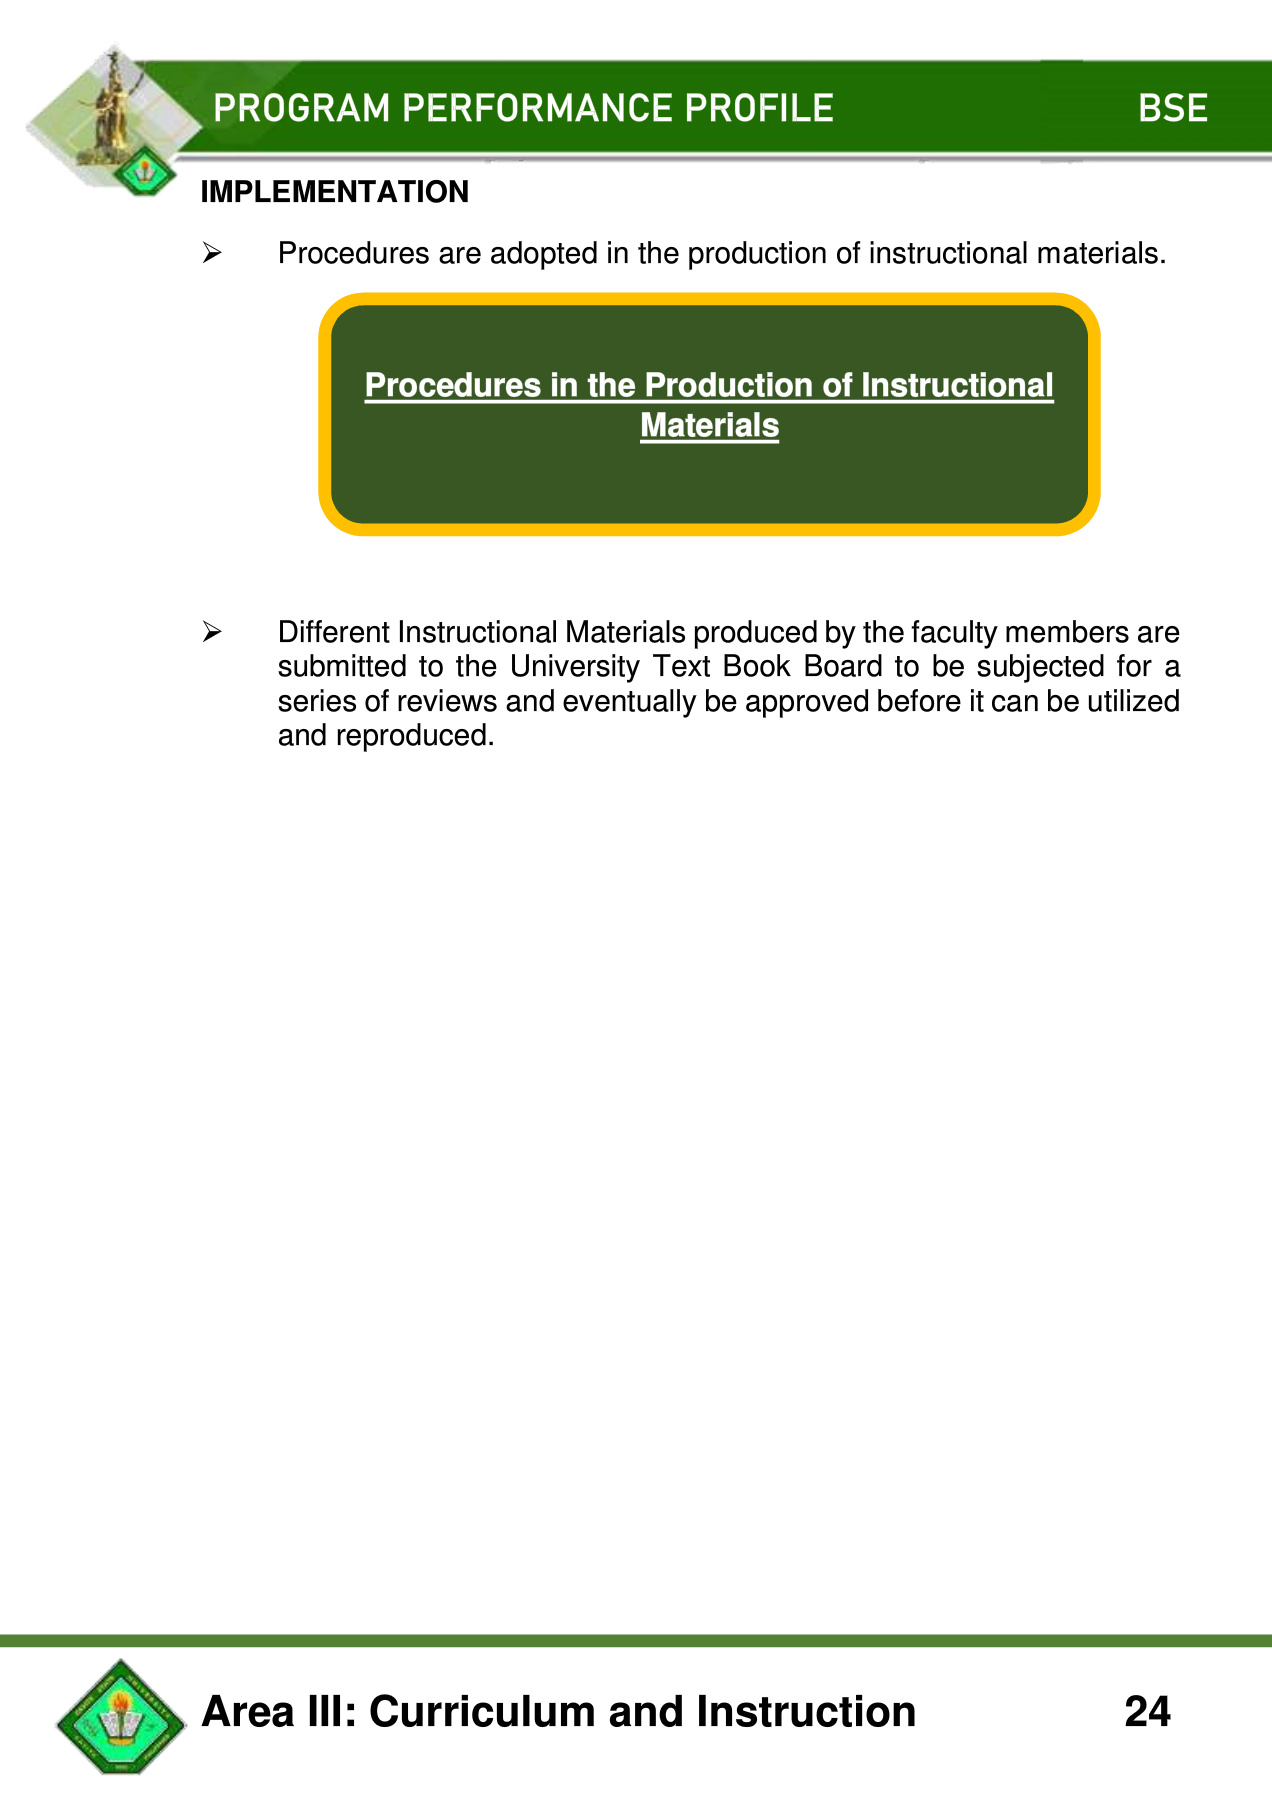 PROGRAM PERFORMANCE PROFILE BSE
IMPLEMENTATION
➢ Procedures are adopted in the production of instructional materials.
Procedures in the Production of Instructional
Materials
➢ Different Instructional Materials produced by the faculty members are
submitted to the University Text Book Board to be subjected for a
series of reviews and eventually be approved before it can be utilized
and reproduced.
Area III: Curriculum and Instruction 24